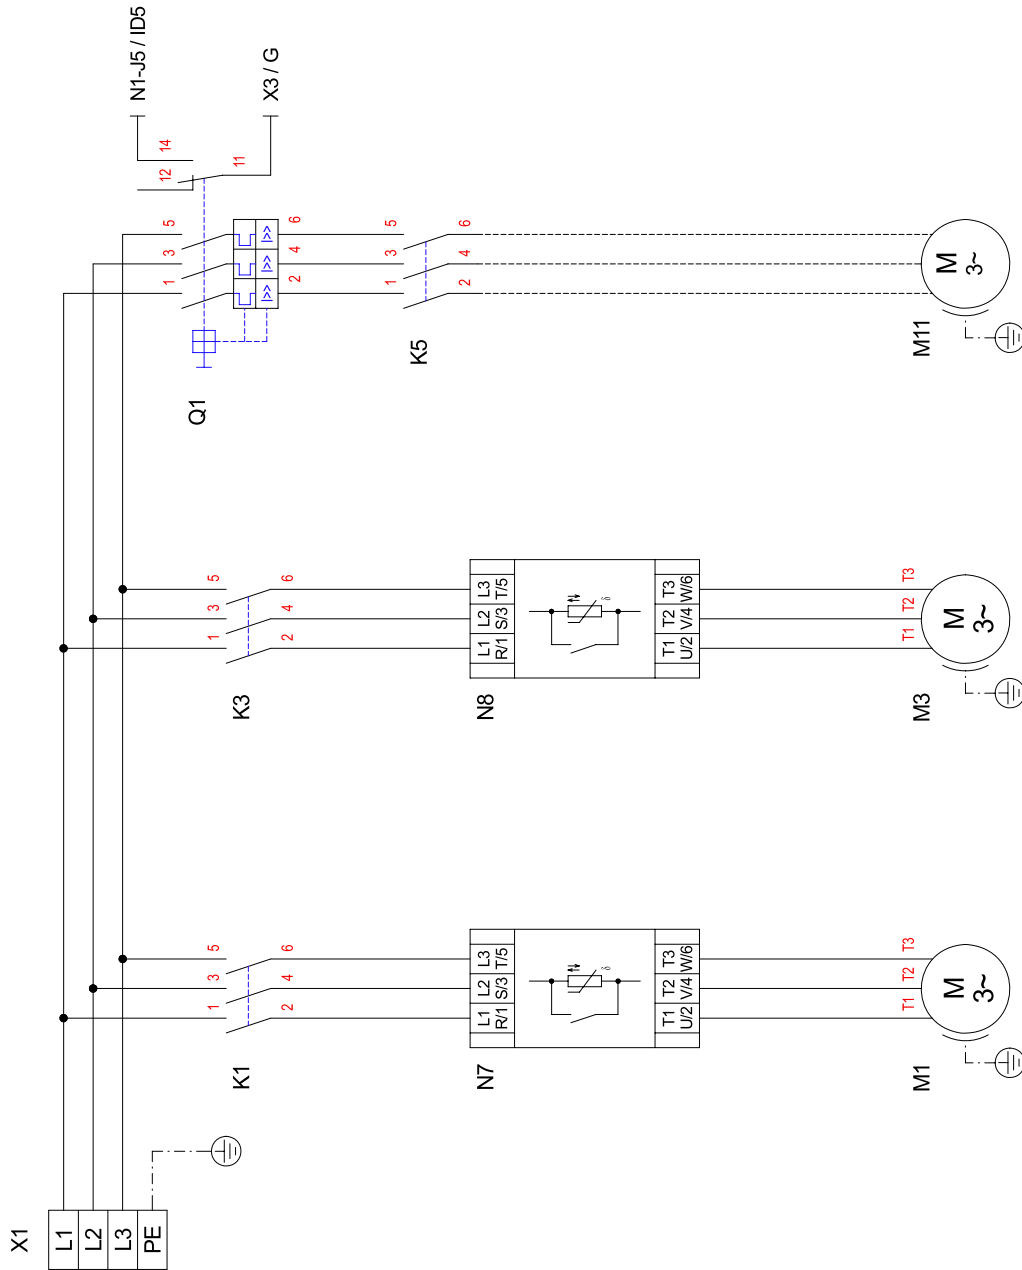 X1
L1
L2
L3
PE
1 3 5
K1
2 4 6
L1 L2 L3
R/1 S/3 T/5
N7
δ
T1 T2 T3
U/2 V/4 W/6
T1 T2 T3
M1
M
3~
1 3 5
K3
2 4 6
L1 L2 L3
R/1 S/3 T/5
N8
δ
T1 T2 T3
U/2 V/4 W/6
T1 T2 T3
M3
M
3~
N1-J5 / ID5
12 14
11
X3 / G
1 3 5
Q1
2 4 6
1 3 5
K5
2 4 6
M11
M
3~